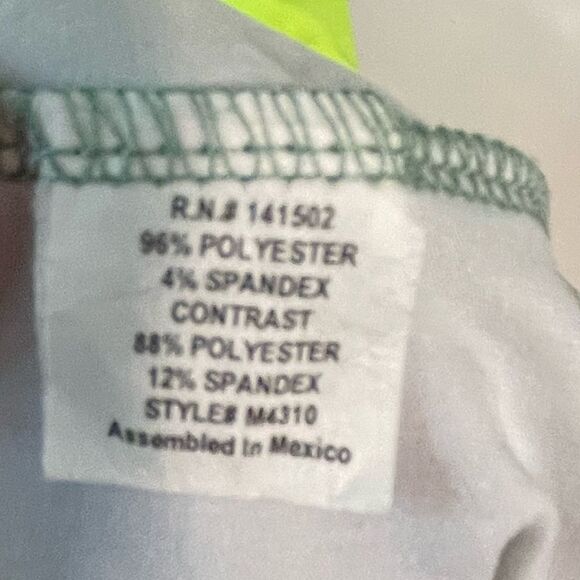 R.N.# 141502
96% POLYESTER
4% SPANDEX
CONTRAST
88% POLYESTER
12% SPANDEX
STYLE# M4310
Assembled In Mexico